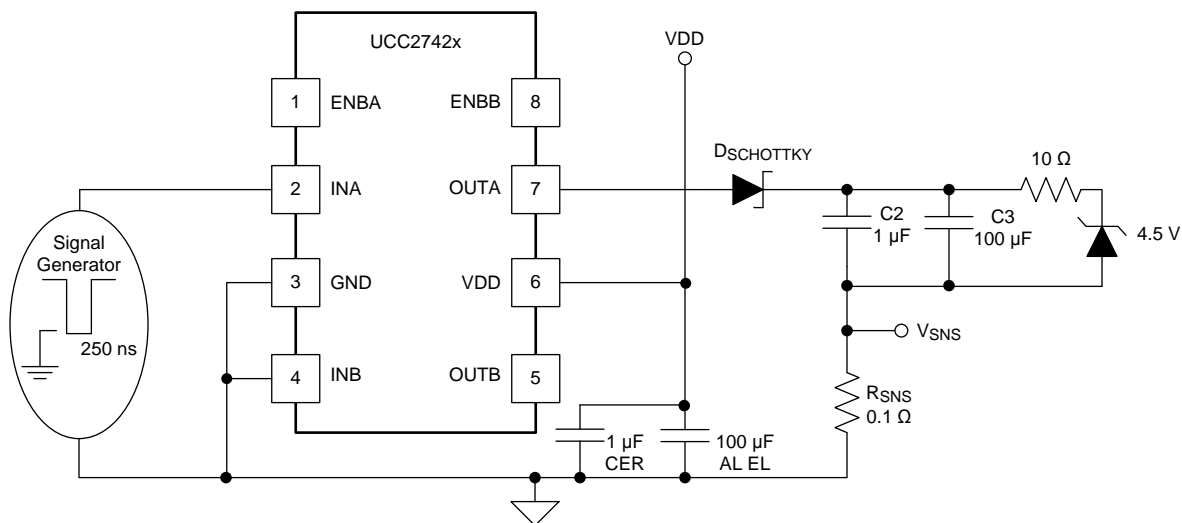 UCC2742x
VDD
1 ENBA ENBB 8
DSCHOTTKY
10 Ω
2 INA OUTA 7
C2
1 µF
C3
100 µF
4.5 V
Signal
Generator
250 ns
3 GND VDD 6
VSNS
4 INB OUTB 5
RSNS
0.1 Ω
1 µF
CER
100 µF
AL EL